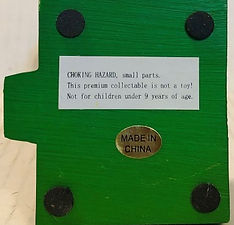 CHOKING HAZARD, small parts.
This premium collectable is not a toy!
Not for children under 9 years of age.
MADE IN
CHINA